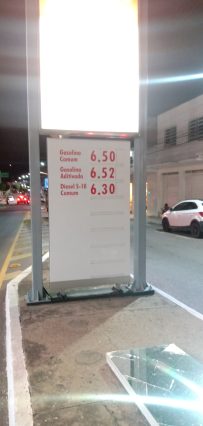 Gasolina
Comum 6,50
Gasolina
Aditivada 6,52
Diesel S-10
Comum 6,30